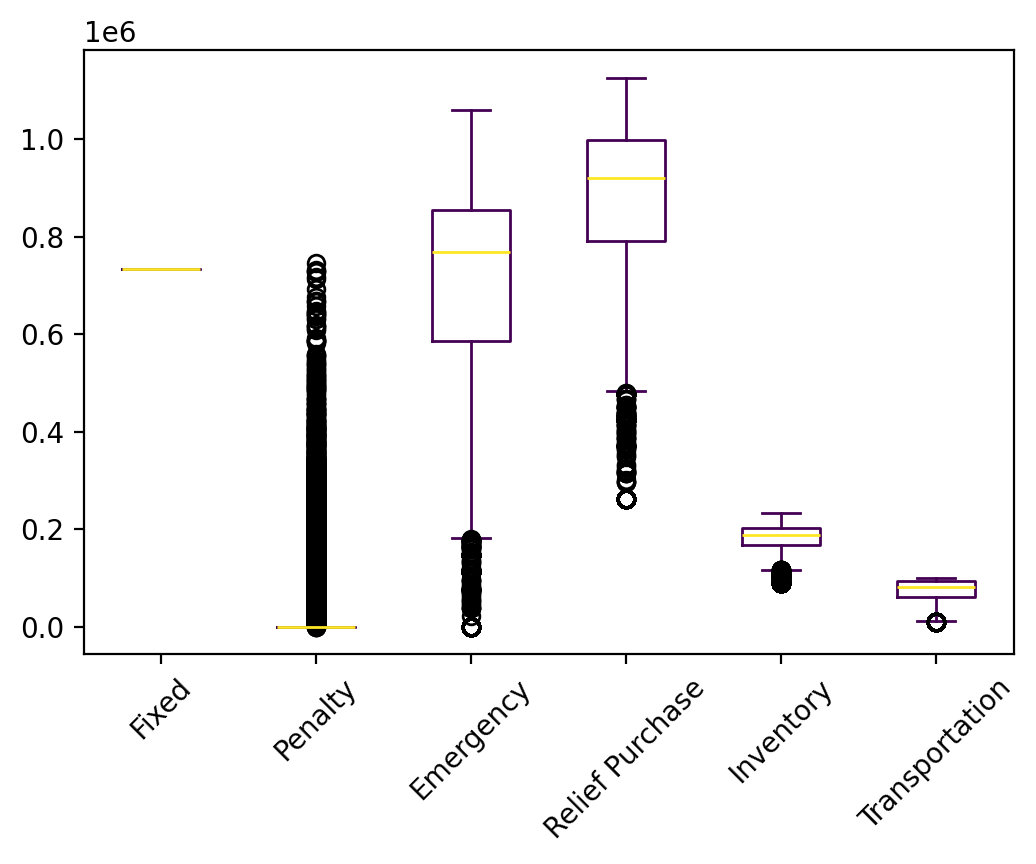 1e6
1.0
0.8
0.6
0.4
0.2
0.0
Fixed
Penalty
Emergency
Relief Purchase
Inventory
Transportation